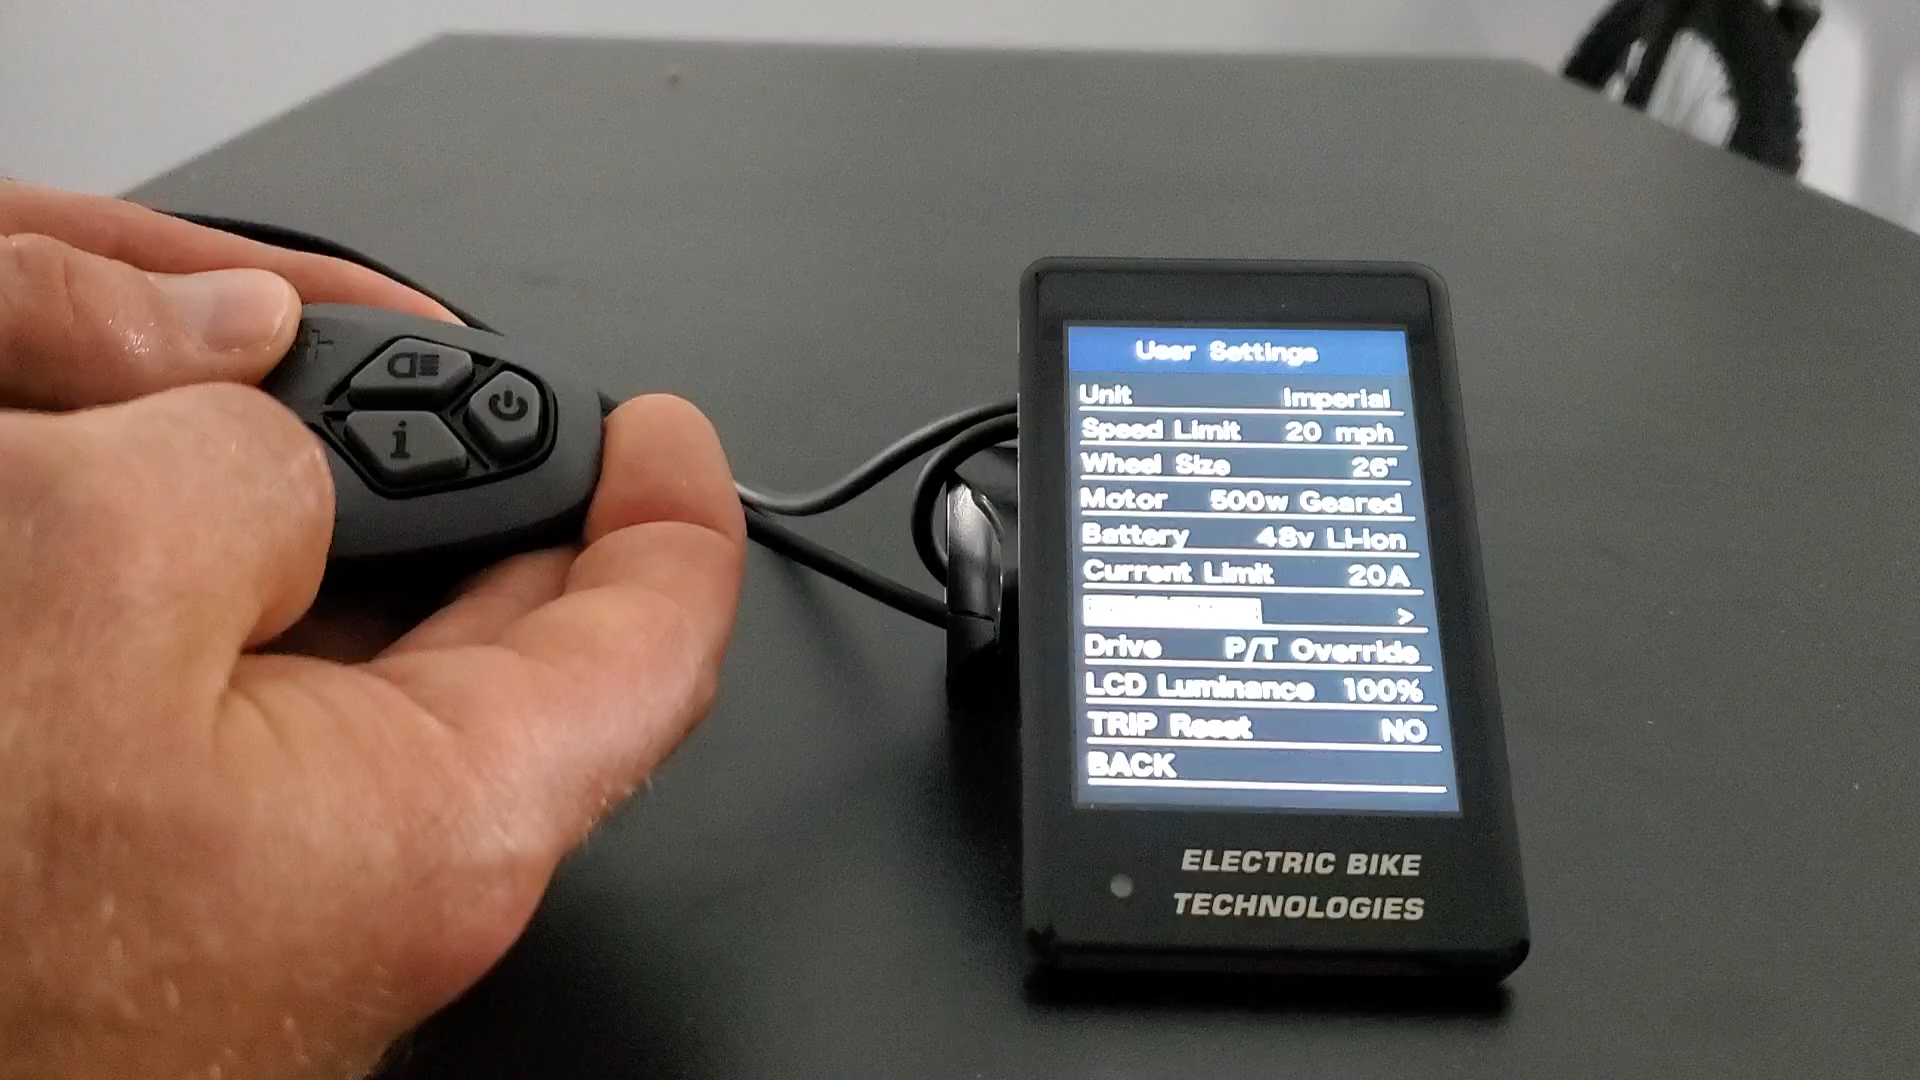 User Settings
Unit Imperial
Speed Limit 20 mph
Wheel Size 26"
Motor 500w Geared
Battery 48v Li-ion
Current Limit 20A
>
Drive P/T Override
LCD Luminance 100%
TRIP Reset NO
BACK
ELECTRIC BIKE
TECHNOLOGIES
+
i